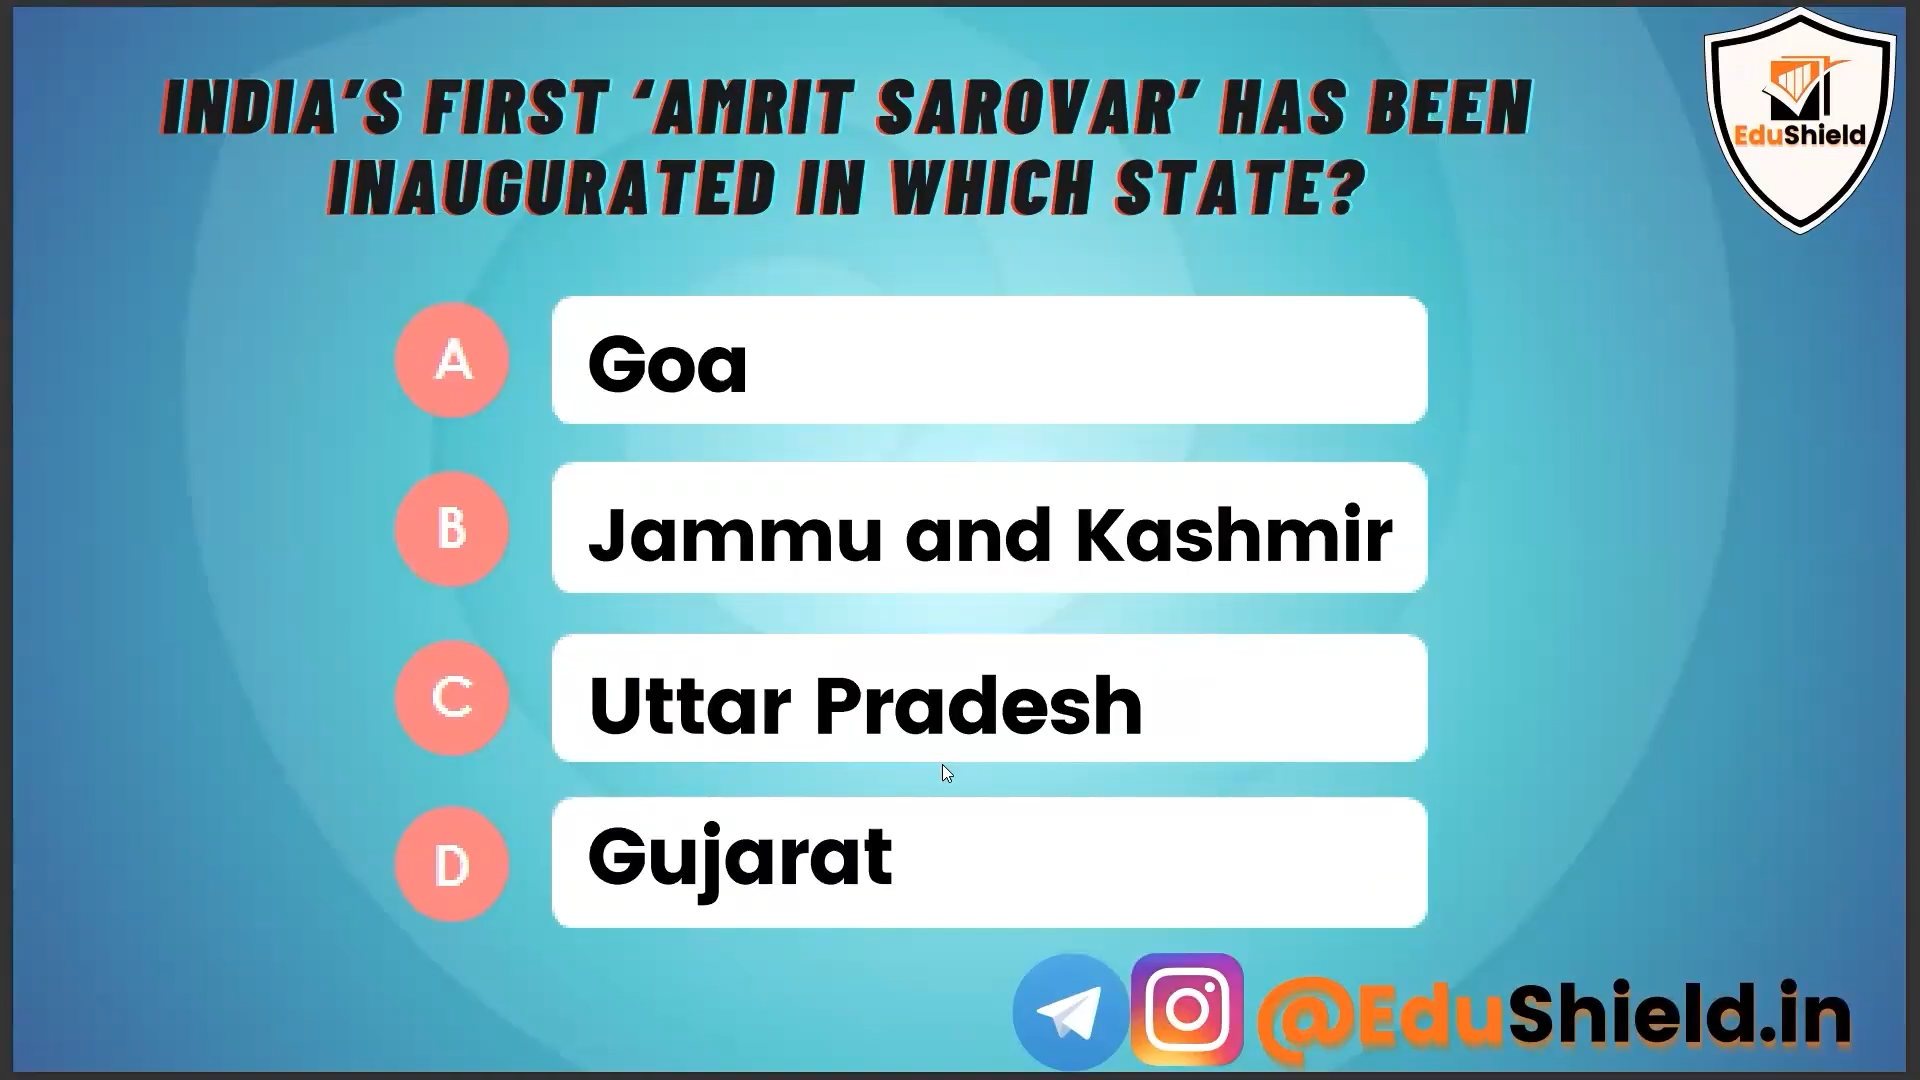 INDIA'S FIRST ‘AMRIT SAROVAR’ HAS BEEN
INAUGURATED IN WHICH STATE?
EduShield
A Goa
B Jammu and Kashmir
C Uttar Pradesh
D Gujarat
@EduShield.in